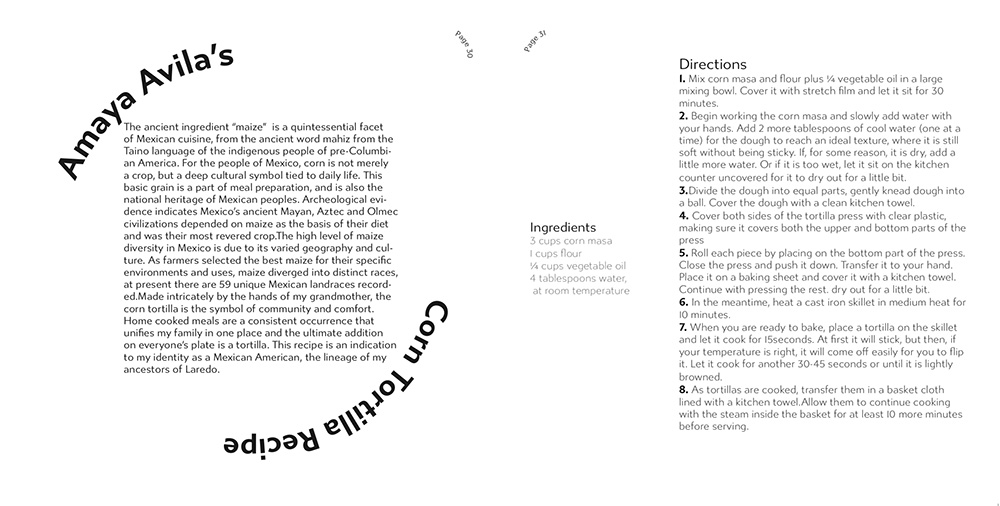 Page 30
Amaya Avila's
The ancient ingredient "maize"  is a quintessential facet
of Mexican cuisine, from the ancient word mahiz from the
Taino language of the indigenous people of pre-Columbi-
an America. For the people of Mexico, corn is not merely
a crop, but a deep cultural symbol tied to daily life. This
basic grain is a part of meal preparation, and is also the
national heritage of Mexican peoples. Archeological evi-
dence indicates Mexico's ancient Mayan, Aztec and Olmec
civilizations depended on maize as the basis of their diet
and was their most revered crop.The high level of maize
diversity in Mexico is due to its varied geography and cul-
ture. As farmers selected the best maize for their specific
environments and uses, maize diverged into distinct races,
at present there are 59 unique Mexican landraces record-
ed.Made intricately by the hands of my grandmother, the
corn tortilla is the symbol of community and comfort.
Home cooked meals are a consistent occurrence that
unifies my family in one place and the ultimate addition
on everyone's plate is a tortilla. This recipe is an indication
to my identity as a Mexican American, the lineage of my
ancestors of Laredo.
Corn Tortilla Recipe
Page 31
Ingredients
3 cups corn masa
1 cups flour
¼ cups vegetable oil
4 tablespoons water,
at room temperature
Directions
1. Mix corn masa and flour plus ¼ vegetable oil in a large
mixing bowl. Cover it with stretch film and let it sit for 30
minutes.
2. Begin working the corn masa and slowly add water with
your hands. Add 2 more tablespoons of cool water (one at a
time) for the dough to reach an ideal texture, where it is still
soft without being sticky. If, for some reason, it is dry, add a
little more water. Or if it is too wet, let it sit on the kitchen
counter uncovered for it to dry out for a little bit.
3.Divide the dough into equal parts, gently knead dough into
a ball. Cover the dough with a clean kitchen towel.
4. Cover both sides of the tortilla press with clear plastic,
making sure it covers both the upper and bottom parts of the
press
5. Roll each piece by placing on the bottom part of the press.
Close the press and push it down. Transfer it to your hand.
Place it on a baking sheet and cover it with a kitchen towel.
Continue with pressing the rest. dry out for a little bit.
6. In the meantime, heat a cast iron skillet in medium heat for
10 minutes.
7. When you are ready to bake, place a tortilla on the skillet
and let it cook for 15seconds. At first it will stick, but then, if
your temperature is right, it will come off easily for you to flip
it. Let it cook for another 30-45 seconds or until it is lightly
browned.
8. As tortillas are cooked, transfer them in a basket cloth
lined with a kitchen towel.Allow them to continue cooking
with the steam inside the basket for at least 10 more minutes
before serving.